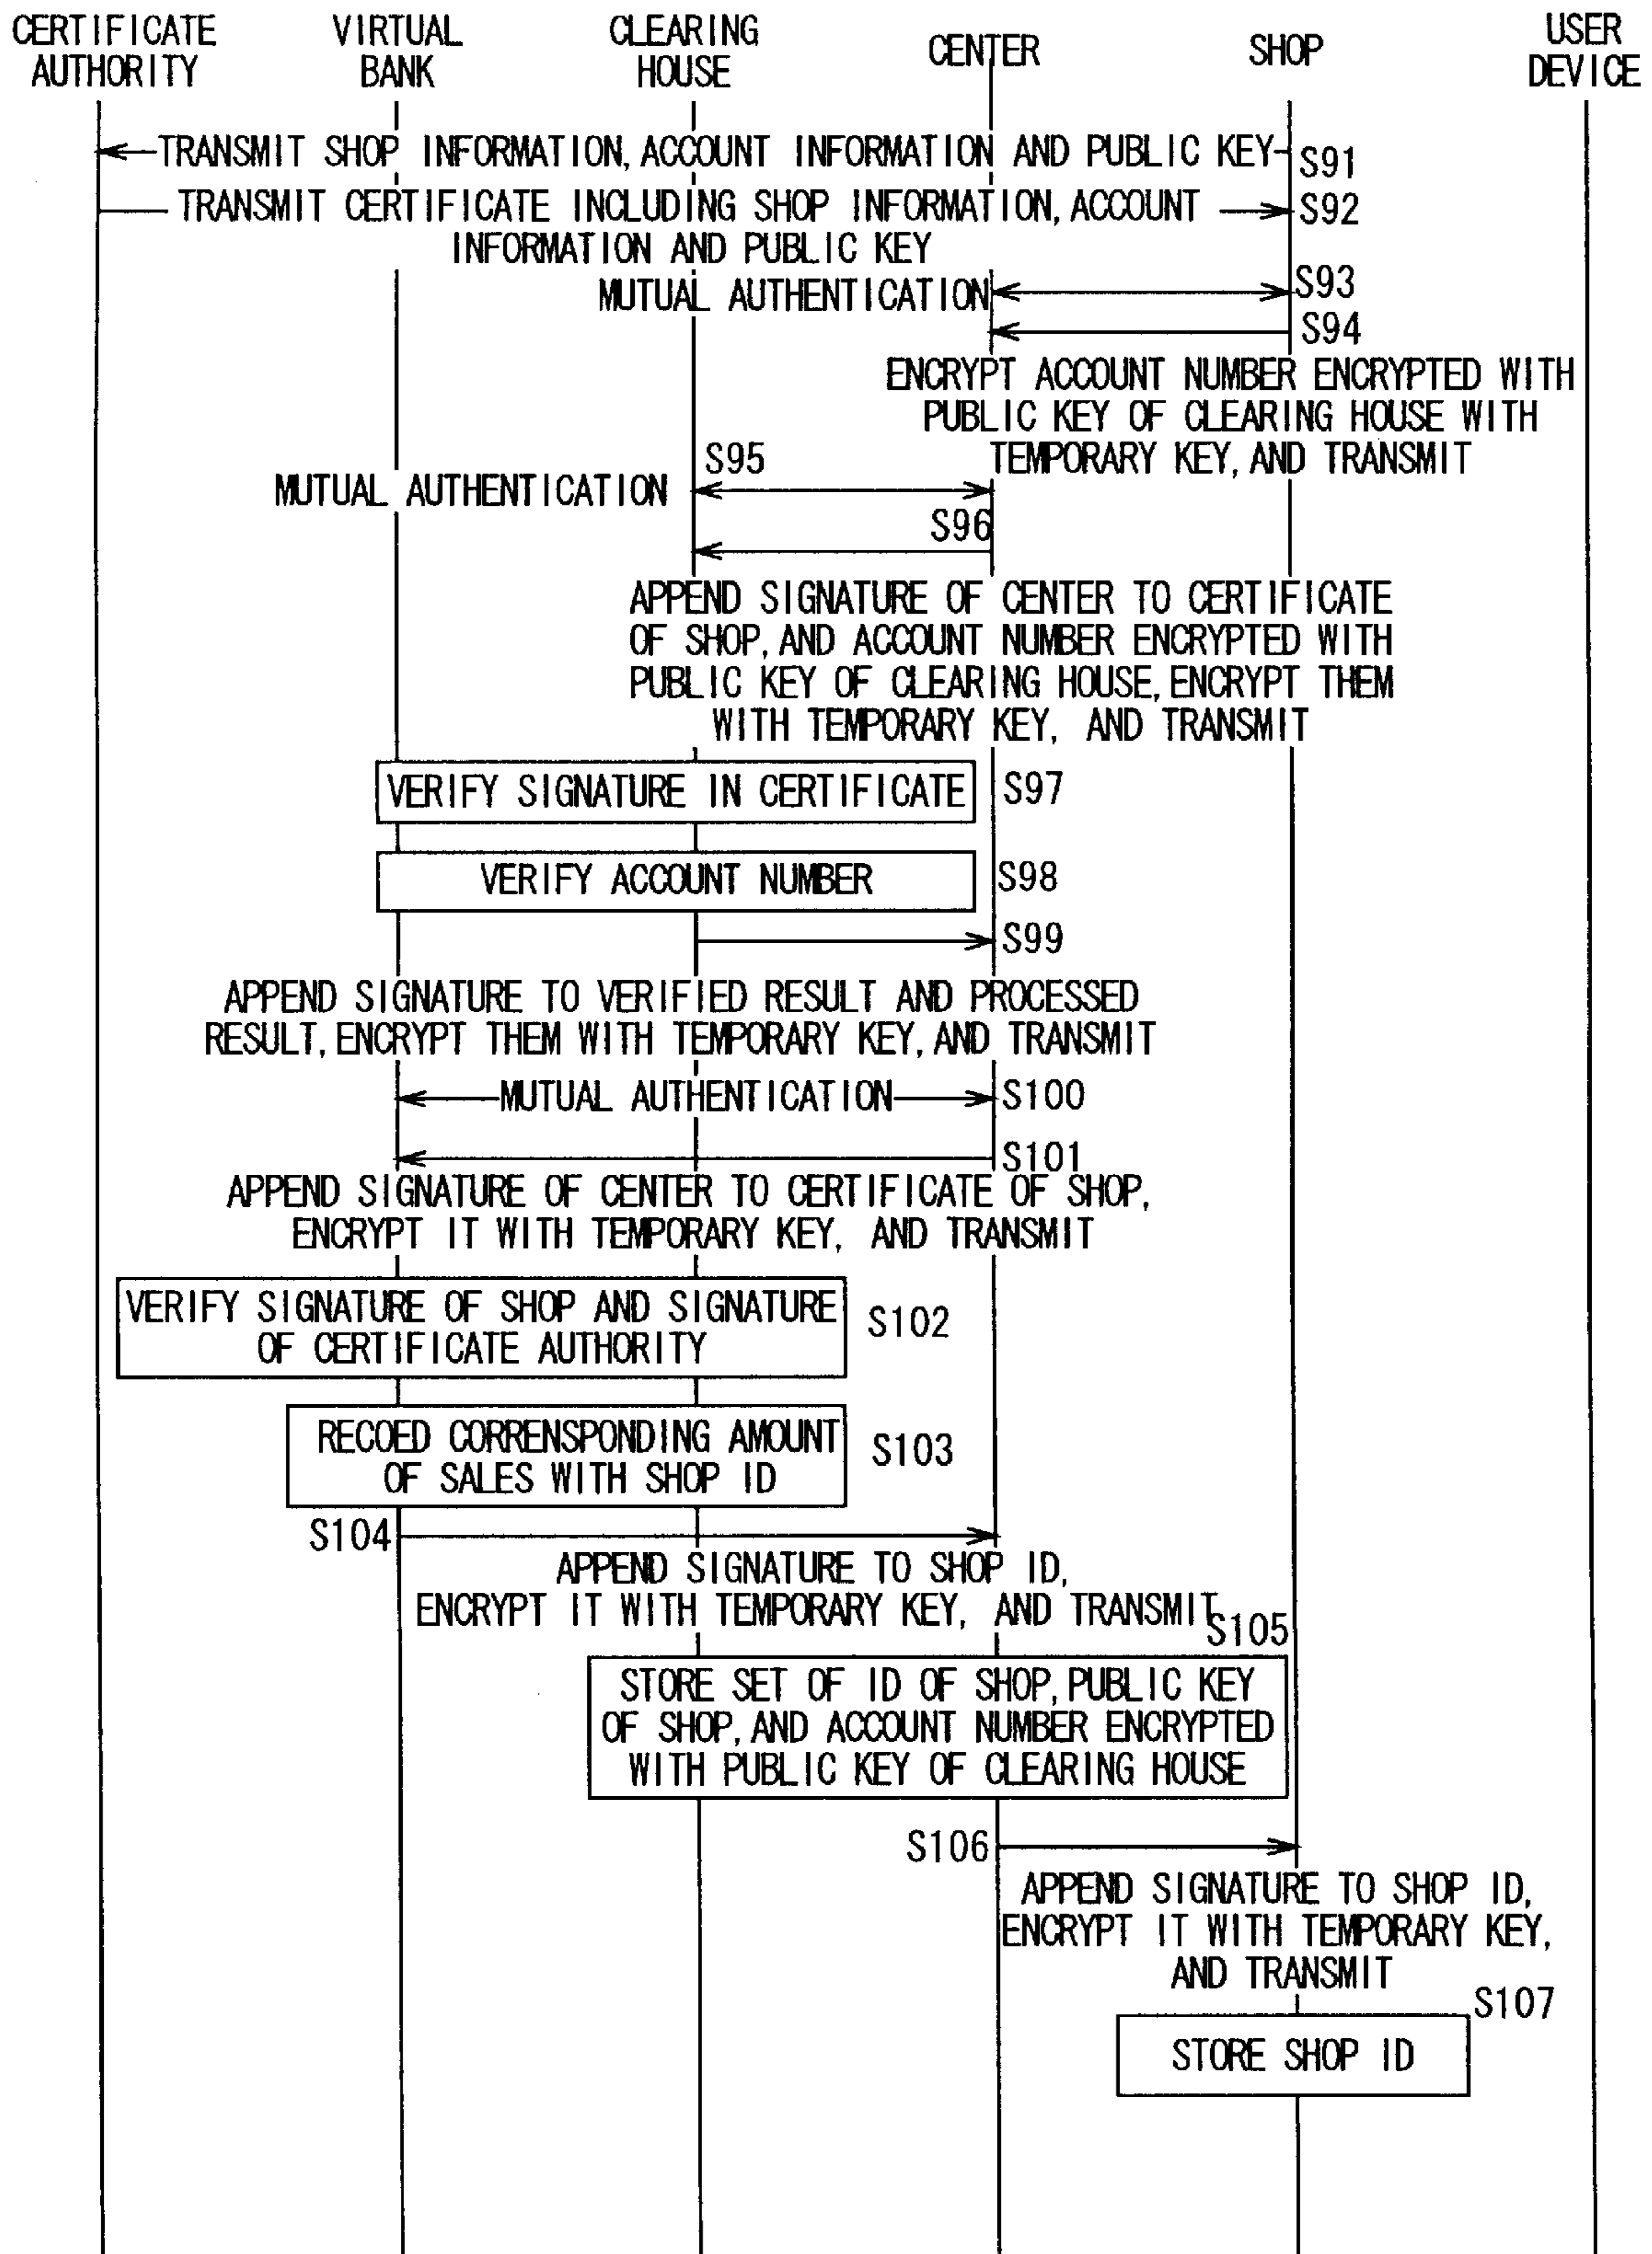 CERTIFICATE
AUTHORITY
VIRTUAL
BANK
CLEARING
HOUSE
CENTER
SHOP
USER
DEVICE
TRANSMIT SHOP INFORMATION, ACCOUNT INFORMATION AND PUBLIC KEY
S91
TRANSMIT CERTIFICATE INCLUDING SHOP INFORMATION, ACCOUNT
S92
INFORMATION AND PUBLIC KEY
MUTUAL AUTHENTICATION
S93
S94
ENCRYPT ACCOUNT NUMBER ENCRYPTED WITH
PUBLIC KEY OF CLEARING HOUSE WITH
TEMPORARY KEY, AND TRANSMIT
S95
MUTUAL AUTHENTICATION
S96
APPEND SIGNATURE OF CENTER TO CERTIFICATE
OF SHOP, AND ACCOUNT NUMBER ENCRYPTED WITH
PUBLIC KEY OF CLEARING HOUSE, ENCRYPT THEM
WITH TEMPORARY KEY, AND TRANSMIT
VERIFY SIGNATURE IN CERTIFICATE
S97
VERIFY ACCOUNT NUMBER
S98
S99
APPEND SIGNATURE TO VERIFIED RESULT AND PROCESSED
RESULT, ENCRYPT THEM WITH TEMPORARY KEY, AND TRANSMIT
MUTUAL AUTHENTICATION
S100
S101
APPEND SIGNATURE OF CENTER TO CERTIFICATE OF SHOP,
ENCRYPT IT WITH TEMPORARY KEY, AND TRANSMIT
VERIFY SIGNATURE OF SHOP AND SIGNATURE
OF CERTIFICATE AUTHORITY
S102
RECOED CORRENSPONDING AMOUNT
OF SALES WITH SHOP ID
S103
S104
APPEND SIGNATURE TO SHOP ID,
ENCRYPT IT WITH TEMPORARY KEY, AND TRANSMIT
S105
STORE SET OF ID OF SHOP, PUBLIC KEY
OF SHOP, AND ACCOUNT NUMBER ENCRYPTED
WITH PUBLIC KEY OF CLEARING HOUSE
S106
APPEND SIGNATURE TO SHOP ID,
ENCRYPT IT WITH TEMPORARY KEY,
AND TRANSMIT
S107
STORE SHOP ID